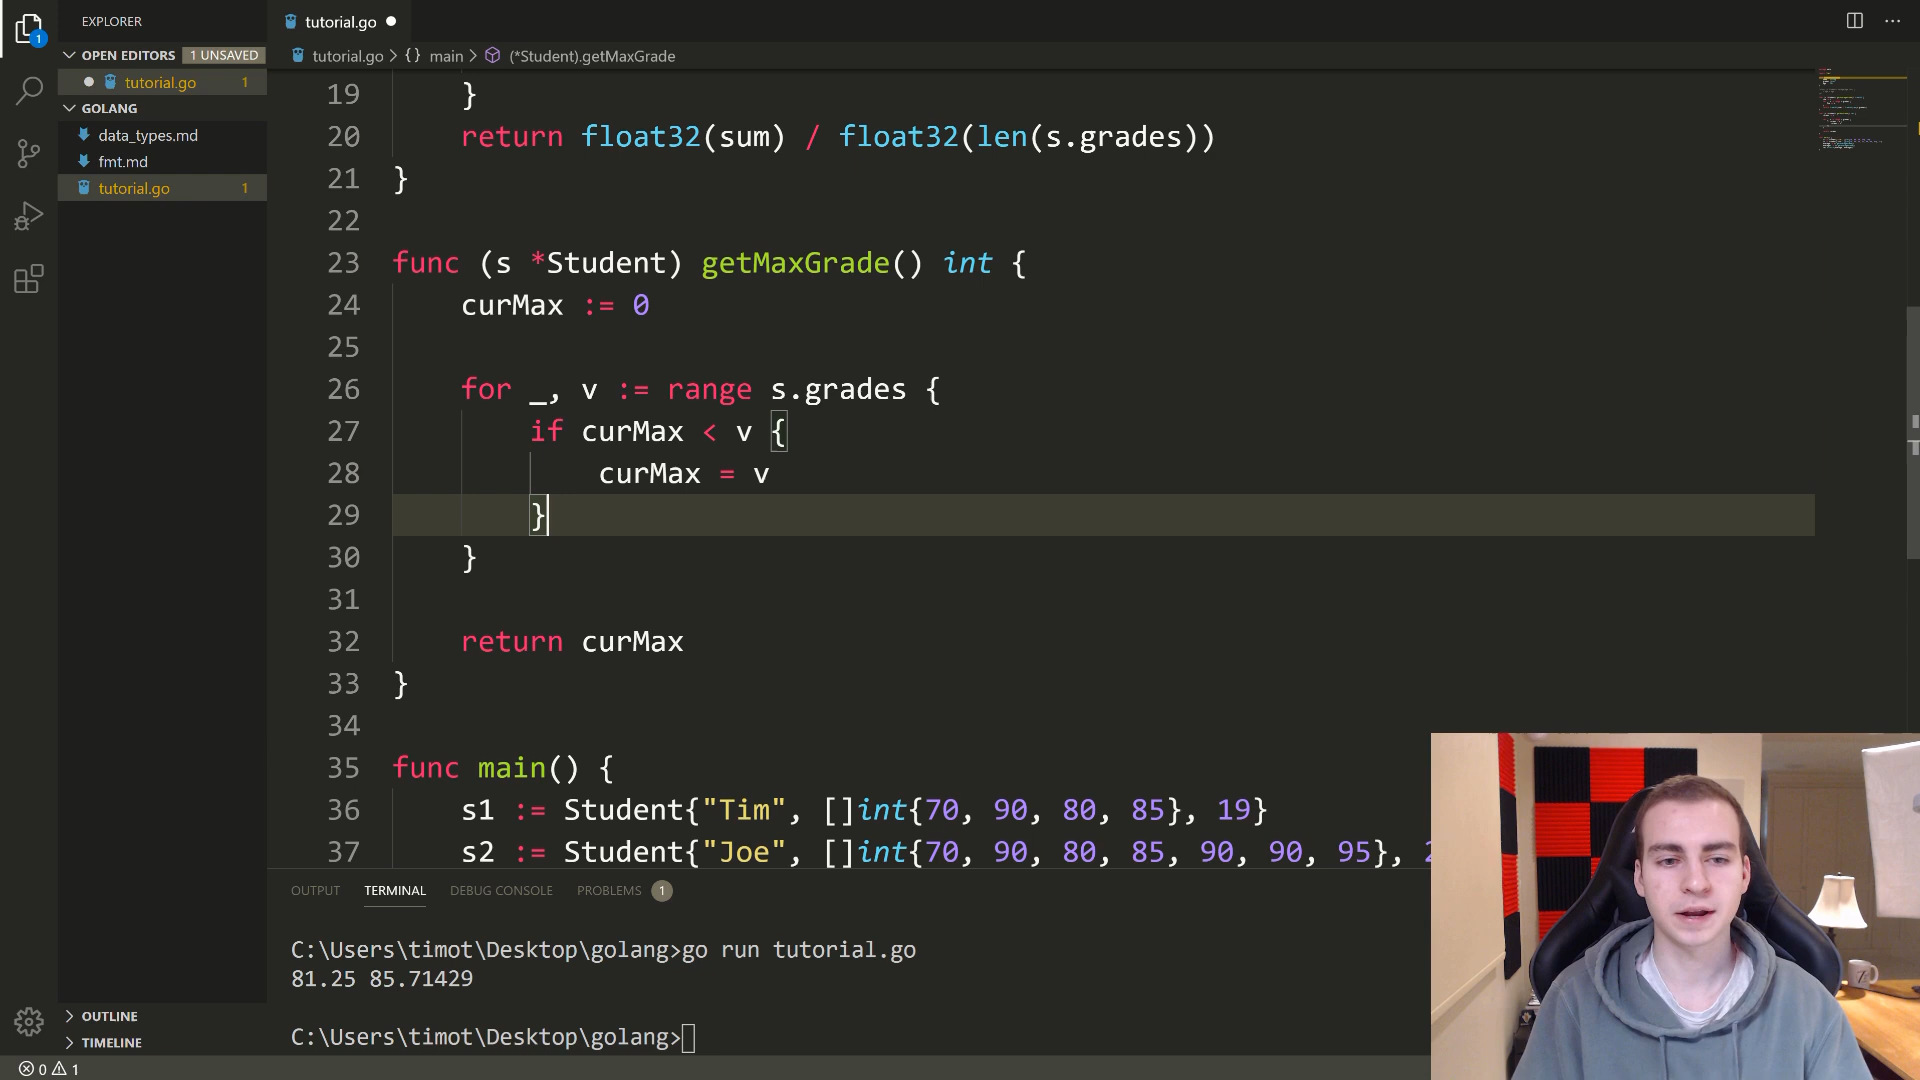 EXPLORER
OPEN EDITORS 1 UNSAVED
tutorial.go 1
GOLANG
data_types.md
fmt.md
tutorial.go 1
OUTLINE
TIMELINE
0 1
1
tutorial.go
tutorial.go > {} main > (*Student).getMaxGrade
19 }
20 return float32(sum) / float32(len(s.grades))
21 }
22
23 func (s *Student) getMaxGrade() int {
24 curMax := 0
25
26 for _, v := range s.grades {
27 if curMax < v {
28 curMax = v
29 }
30 }
31
32 return curMax
33 }
34
35 func main() {
36 s1 := Student{"Tim", []int{70, 90, 80, 85}, 19}
37 s2 := Student{"Joe", []int{70, 90, 80, 85, 90, 90, 95},
OUTPUT TERMINAL DEBUG CONSOLE PROBLEMS 1
C:\Users\timot\Desktop\golang>go run tutorial.go
81.25 85.71429
C:\Users\timot\Desktop\golang>